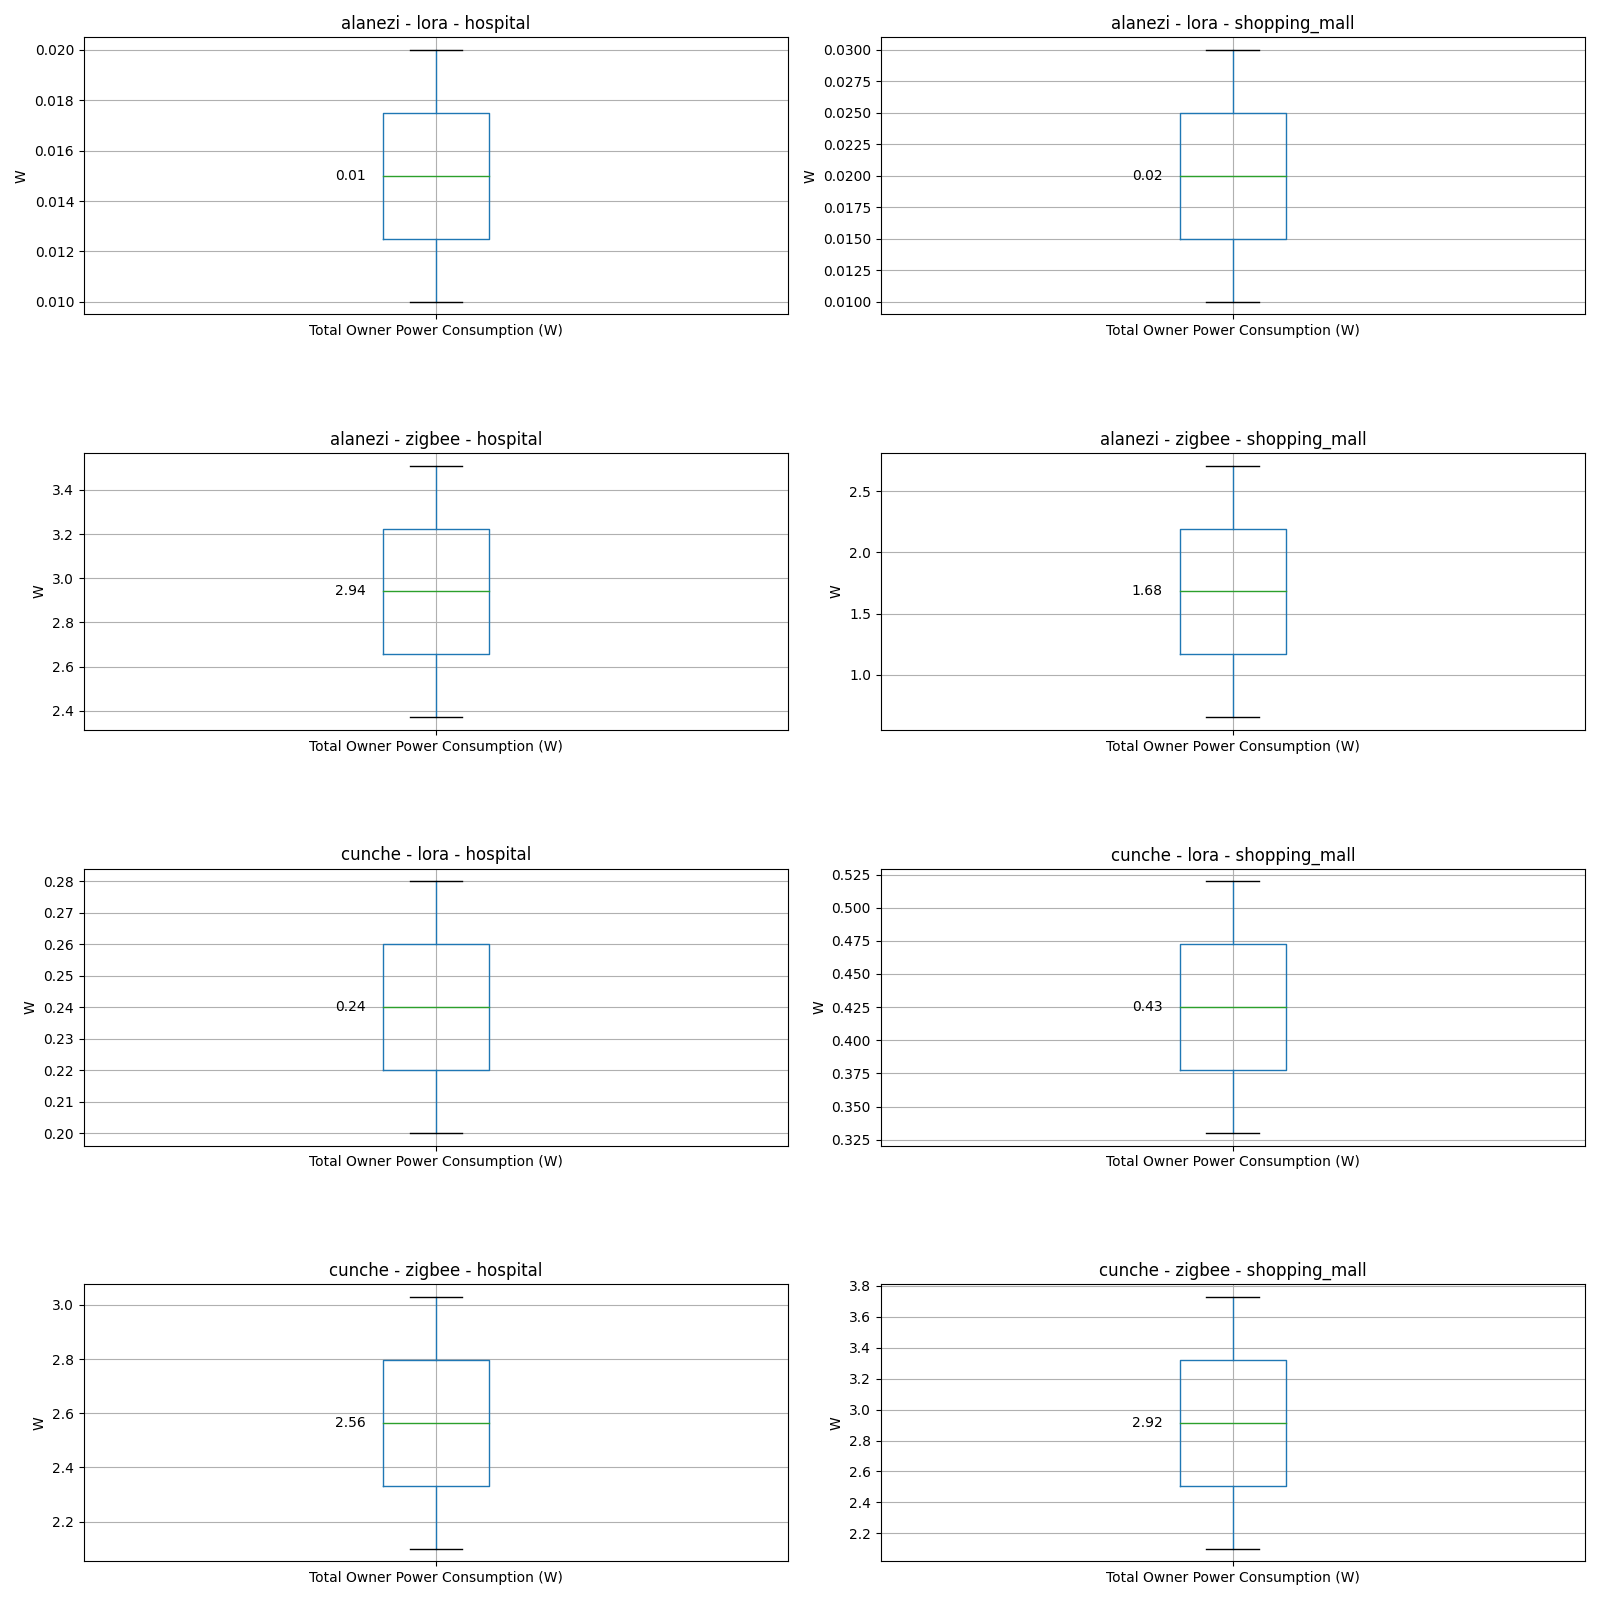 alanezi - lora - hospital
0.020
0.018
0.016
0.014
0.012
0.010
W
0.01
Total Owner Power Consumption (W)
alanezi - lora - shopping_mall
0.0300
0.0275
0.0250
0.0225
0.0200
0.0175
0.0150
0.0125
0.0100
W
0.02
Total Owner Power Consumption (W)
alanezi - zigbee - hospital
3.4
3.2
3.0
2.8
2.6
2.4
W
2.94
Total Owner Power Consumption (W)
alanezi - zigbee - shopping_mall
2.5
2.0
1.5
1.0
W
1.68
Total Owner Power Consumption (W)
cunche - lora - hospital
0.28
0.27
0.26
0.25
0.24
0.23
0.22
0.21
0.20
W
0.24
Total Owner Power Consumption (W)
cunche - lora - shopping_mall
0.525
0.500
0.475
0.450
0.425
0.400
0.375
0.350
0.325
W
0.43
Total Owner Power Consumption (W)
cunche - zigbee - hospital
3.0
2.8
2.6
2.4
2.2
W
2.56
Total Owner Power Consumption (W)
cunche - zigbee - shopping_mall
3.8
3.6
3.4
3.2
3.0
2.8
2.6
2.4
2.2
W
2.92
Total Owner Power Consumption (W)